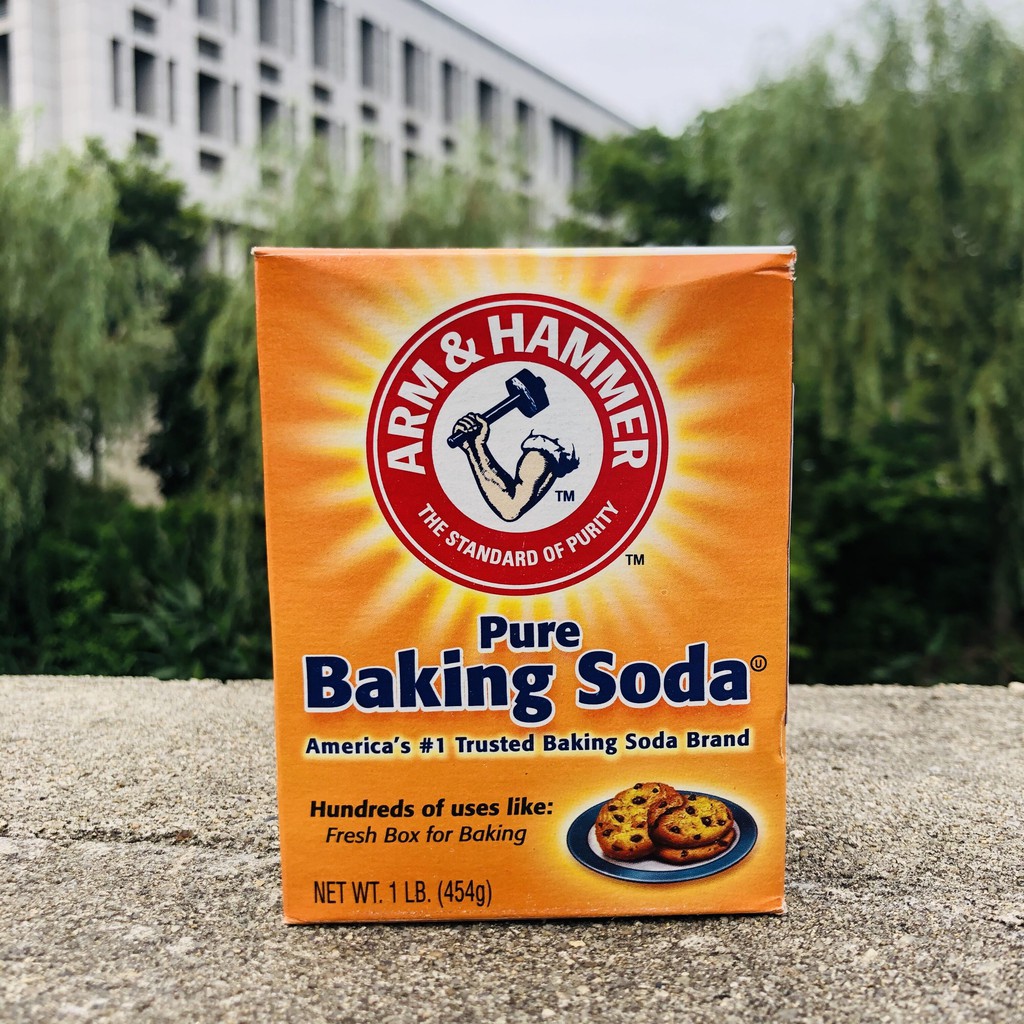 ARM & HAMMER
TM
THE STANDARD OF PURITY
TM
Pure
Baking Soda
U
America's #1 Trusted Baking Soda Brand
Hundreds of uses like:
Fresh Box for Baking
NET WT. 1 LB. (454g)